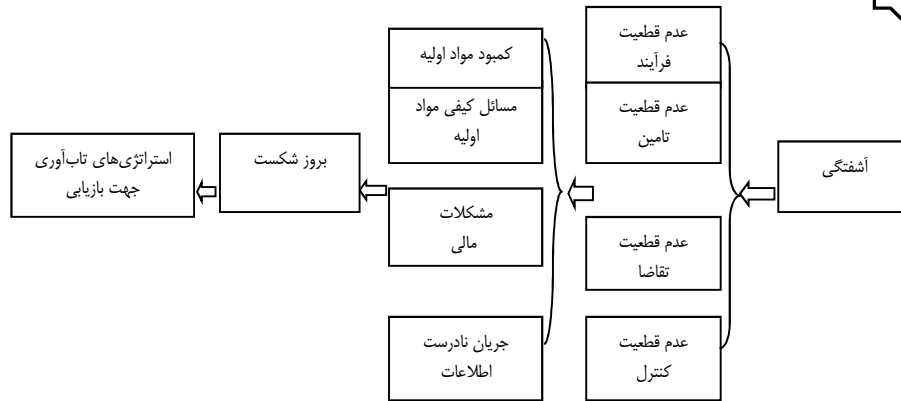 آشفتگی
عدم قطعیت
فرآیند
عدم قطعیت
تامین
عدم قطعیت
تقاضا
عدم قطعیت
کنترل
کمبود مواد اولیه
مسائل کیفی مواد
اولیه
مشکلات
مالی
جریان نادرست
اطلاعات
بروز شکست
استراتژی‌های تاب‌آوری
جهت بازیابی